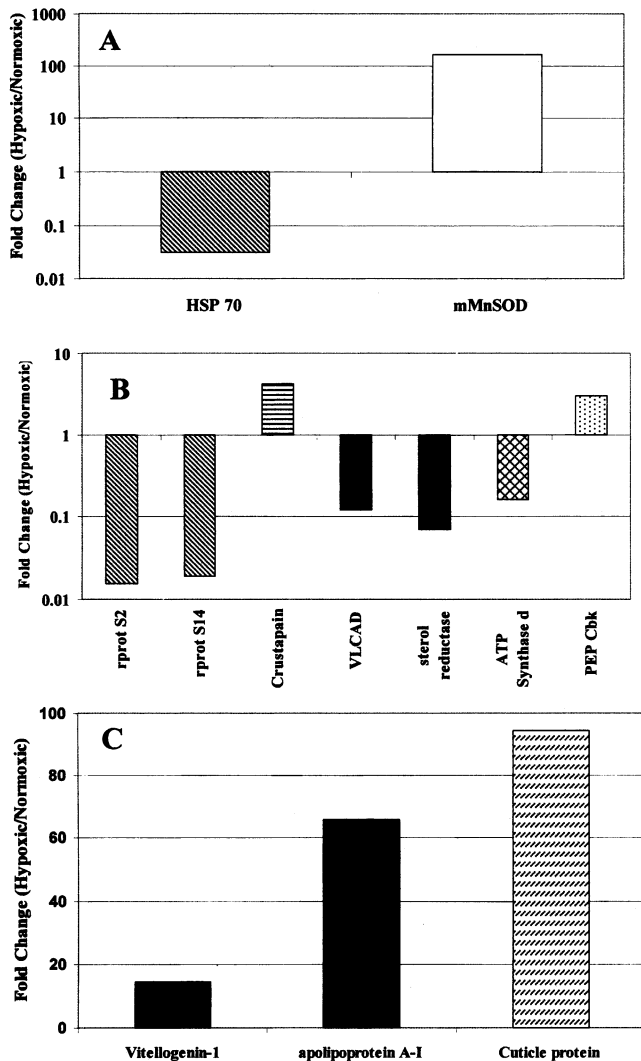 A
Fold Change (Hypoxic/Normoxic)
1000
100
10
1
0.1
0.01
HSP 70
mMnSOD
B
Fold Change (Hypoxic/Normoxic)
10
1
0.1
0.01
rprot S2
rprot S14
Crustapain
VLCAD
sterol
reductase
ATP
Synthase d
PEP Cbk
C
Fold Change (Hypoxic/Normoxic)
100
80
60
40
20
0
Vitellogenin-1
apolipoprotein A-I
Cuticle protein